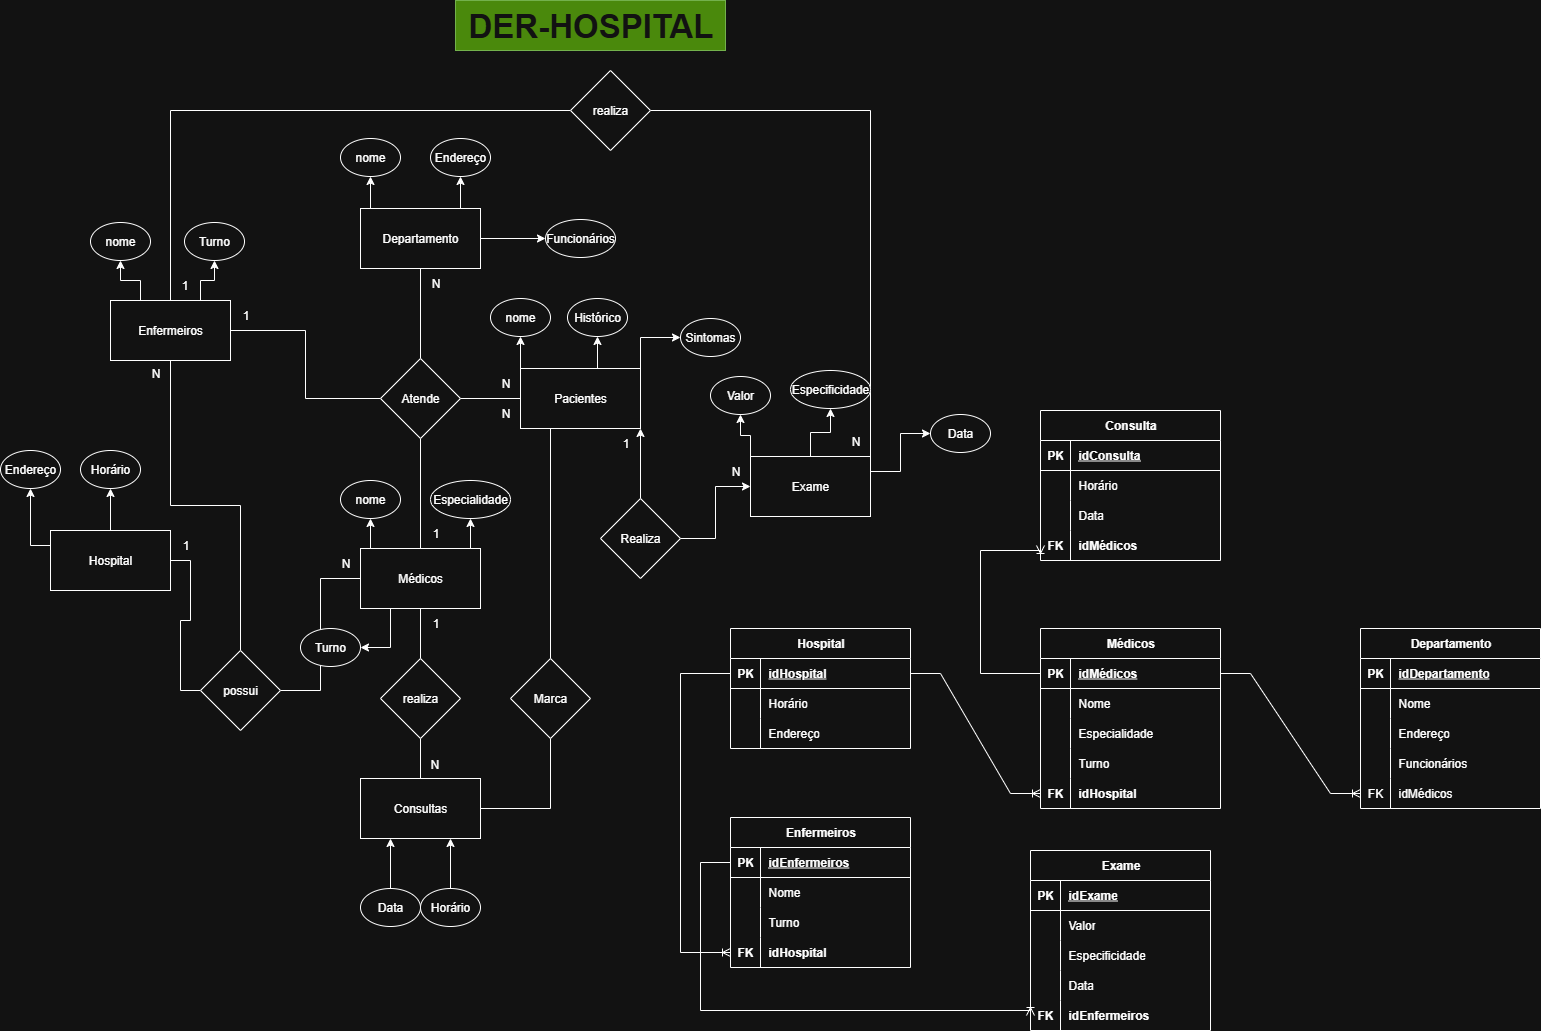 DER-HOSPITAL
realiza
nome
Endereço
Departamento
Funcionários
N
nome
Turno
1
Enfermeiros
1
N
Atende
nome
Histórico
Sintomas
N
N
Pacientes
1
Valor
Especificidade
Data
N
N
Exame
Realiza
Endereço
Horário
Hospital
1
nome
Especialidade
1
N
Médicos
1
Turno
possui
realiza
Marca
N
Consultas
Data
Horário
Consulta
PK idConsulta
Horário
Data
FK idMédicos
Hospital
PK idHospital
Horário
Endereço
Médicos
PK idMédicos
Nome
Especialidade
Turno
FK idHospital
Departamento
PK idDepartamento
Nome
Endereço
Funcionários
FK idMédicos
Enfermeiros
PK idEnfermeiros
Nome
Turno
FK idHospital
Exame
PK idExame
Valor
Especificidade
Data
FK idEnfermeiros